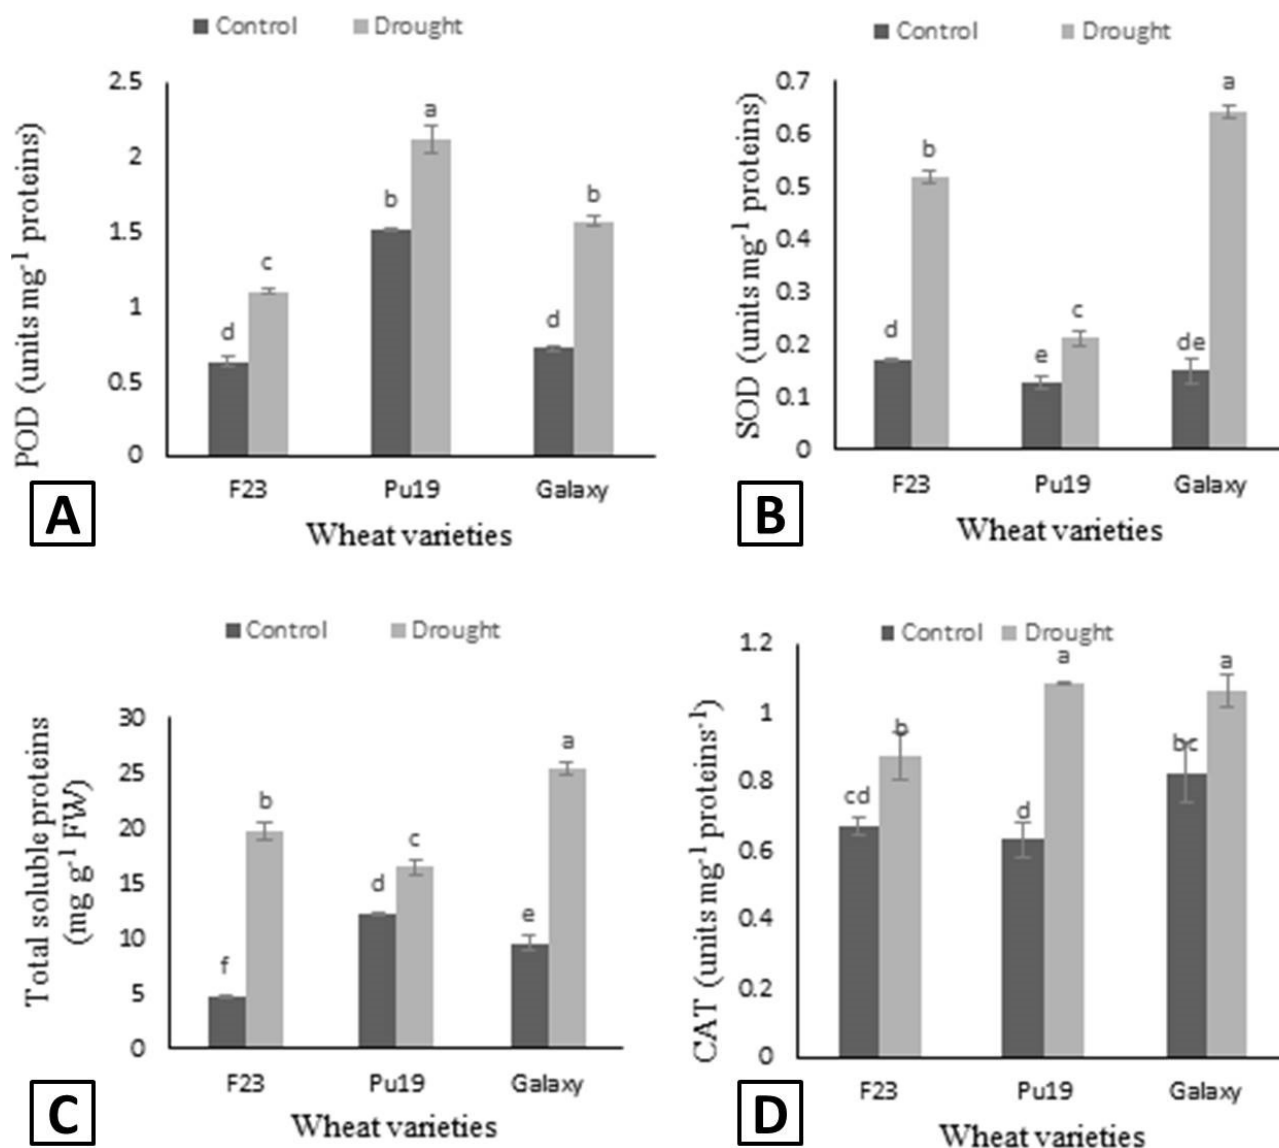 Control Drought
2.5
2
1.5
1
0.5
0
POD (units mg-1 proteins)
d
c
b
a
d
b
F23 Pu19 Galaxy
Wheat varieties
A
Control Drought
0.7
0.6
0.5
0.4
0.3
0.2
0.1
0
SOD (units mg-1 proteins)
d
b
e
c
de
a
F23 Pu19 Galaxy
Wheat varieties
B
Control Drought
30
25
20
15
10
5
0
Total soluble proteins
(mg g-1 FW)
f
b
d
c
e
a
F23 Pu19 Galaxy
Wheat varieties
C
Control Drought
1.2
1
0.8
0.6
0.4
0.2
0
CAT (units mg-1 proteins-1)
cd
b
d
a
bc
a
F23 Pu19 Galaxy
Wheat varieties
D